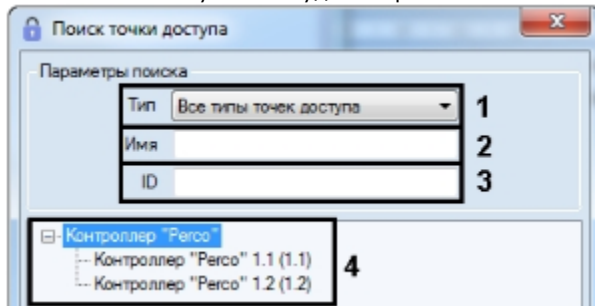 Поиск точки доступа
Параметры поиска
Тип Все типы точек доступа 1
Имя 2
ID 3
Контроллер "Perco"
Контроллер "Perco" 1.1 (1.1)
Контроллер "Perco" 1.2 (1.2)
4